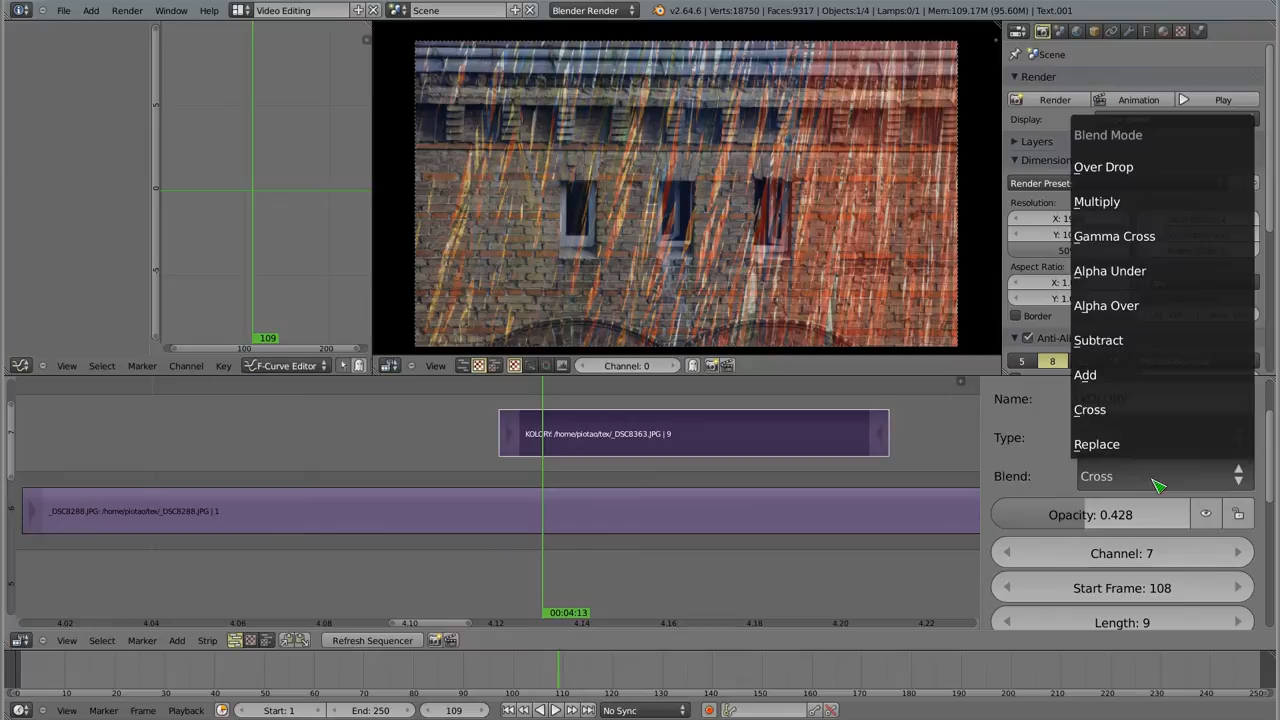 File Add Render Window Help Video Editing Scene Blender Render v2.64.6 | Verts:18750 | Faces:9317 | Objects:1/4 | Lamps:0/1 | Mem:109.17M (95.60M) | Text.001
Scene
Render
Render Animation Play
Display:
Layers
Dimension
Render Preset
Resolution:
Aspect Ratio:
Border
Blend Mode
Over Drop
Multiply
Gamma Cross
Alpha Under
Alpha Over
Subtract
Add
Cross
Replace
5
0
-5
109
100 200
View Select Marker Channel Key F-Curve Editor
View Channel: 0
5 8
Name:
Type:
Blend: Cross
Opacity: 0.428
Channel: 7
Start Frame: 108
Length: 9
7
KOLORY: /home/piotao/tex/_DSC8363.JPG | 9
6
_DSC8288.JPG: /home/piotao/tex/_DSC8288.JPG | 1
5
00:04:13
4.02 4.04 4.06 4.08 4.10 4.12 4.14 4.16 4.18 4.20 4.22
View Select Marker Add Strip Refresh Sequencer
0 10 20 30 40 50 60 70 80 90 100 110 120 130 140 150 160 170 180 190 200 210 220 230 240 250
View Marker Frame Playback Start: 1 End: 250 109 No Sync